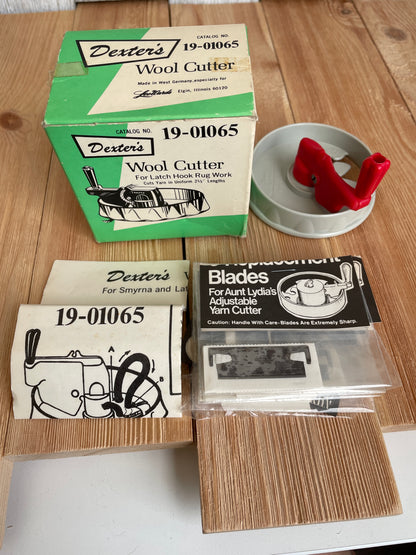 CATALOG NO.
Dexter's 19-01065
Wool Cutter
Made in West Germany, especially for
LeeWards
Elgin, Illinois 60120
CATALOG NO. 19-01065
Dexter's
Wool Cutter
For Latch Hook Rug Work
Cuts Yarn in Uniform 2½" Lengths
Dexter's W
For Smyrna and Lat
19-01065
A
B
Replacement
Blades
For Aunt Lydia's
Adjustable
Yarn Cutter
Caution: Handle With Care-Blades Are Extremely Sharp.